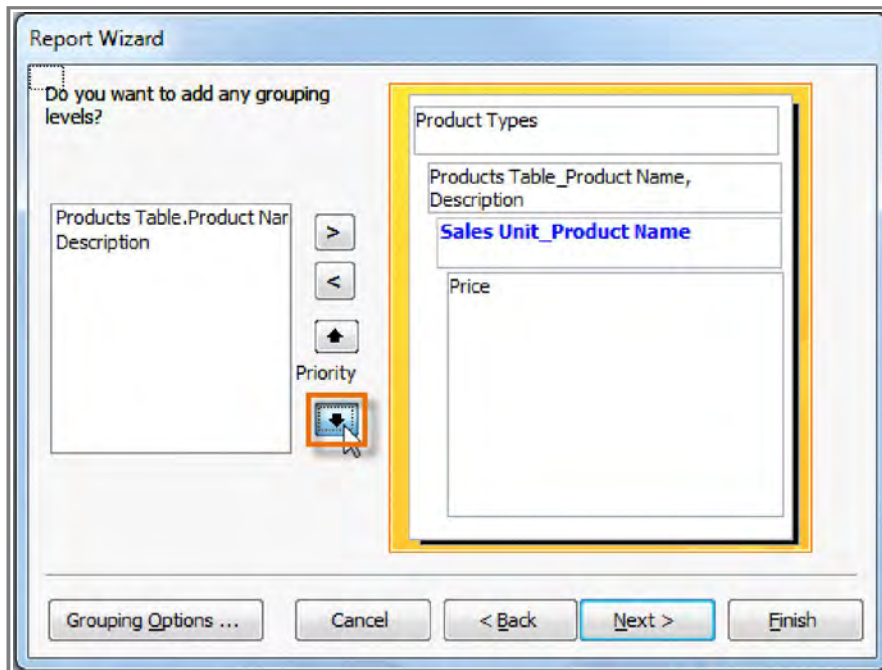 Report Wizard
Do you want to add any grouping
levels?
Products Table.Product Nar
Description
>
<
Priority
Product Types
Products Table_Product Name,
Description
Sales Unit_Product Name
Price
Grouping Options ...
Cancel
< Back
Next >
Finish